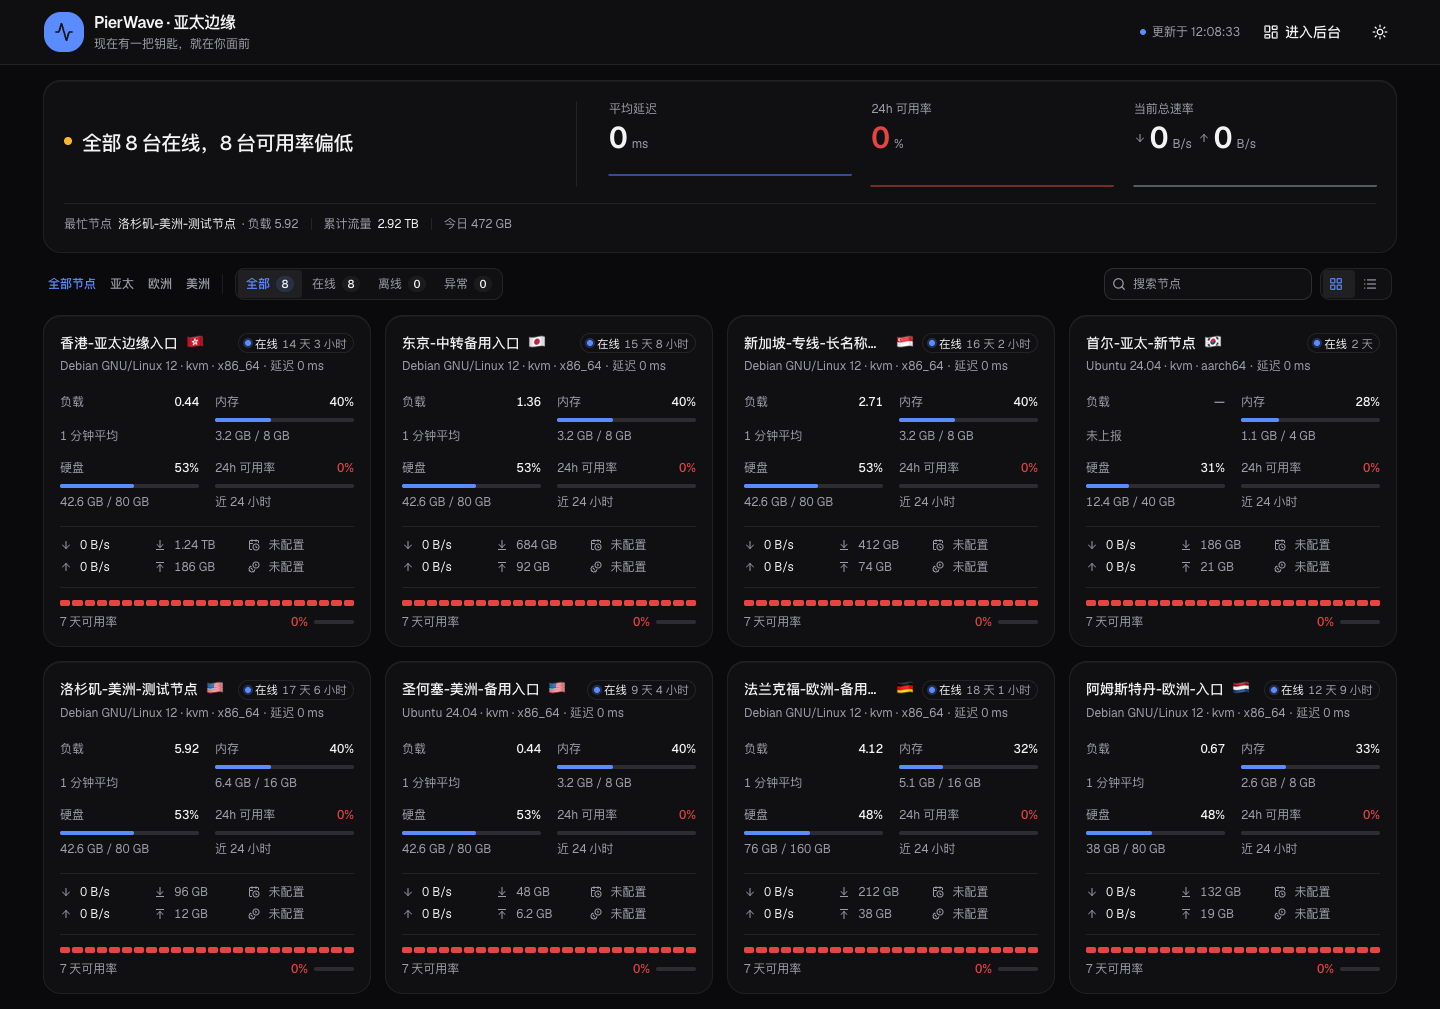 PierWave · 亚太边缘
现在有一把钥匙，就在你面前
更新于 12:08:33
进入后台
全部 8 台在线，8 台可用率偏低
平均延迟
0 ms
24h 可用率
0 %
当前总速率
↓ 0 B/s ↑ 0 B/s
最忙节点 洛杉矶-美洲-测试节点 · 负载 5.92
累计流量 2.92 TB
今日 472 GB
全部节点 亚太 欧洲 美洲
全部 8 在线 8 离线 0 异常 0
搜索节点
香港-亚太边缘入口
在线 14 天 3 小时
Debian GNU/Linux 12 · kvm · x86_64 · 延迟 0 ms
负载 0.44
内存 40%
1 分钟平均
3.2 GB / 8 GB
硬盘 53%
24h 可用率 0%
42.6 GB / 80 GB
近 24 小时
↓ 0 B/s 1.24 TB 未配置
↑ 0 B/s 186 GB 未配置
7 天可用率 0%
东京-中转备用入口
在线 15 天 8 小时
Debian GNU/Linux 12 · kvm · x86_64 · 延迟 0 ms
负载 1.36
内存 40%
1 分钟平均
3.2 GB / 8 GB
硬盘 53%
24h 可用率 0%
42.6 GB / 80 GB
近 24 小时
↓ 0 B/s 684 GB 未配置
↑ 0 B/s 92 GB 未配置
7 天可用率 0%
新加坡-专线-长名称...
在线 16 天 2 小时
Debian GNU/Linux 12 · kvm · x86_64 · 延迟 0 ms
负载 2.71
内存 40%
1 分钟平均
3.2 GB / 8 GB
硬盘 53%
24h 可用率 0%
42.6 GB / 80 GB
近 24 小时
↓ 0 B/s 412 GB 未配置
↑ 0 B/s 74 GB 未配置
7 天可用率 0%
首尔-亚太-新节点
在线 2 天
Ubuntu 24.04 · kvm · aarch64 · 延迟 0 ms
负载 —
内存 28%
未上报
1.1 GB / 4 GB
硬盘 31%
24h 可用率 0%
12.4 GB / 40 GB
近 24 小时
↓ 0 B/s 186 GB 未配置
↑ 0 B/s 21 GB 未配置
7 天可用率 0%
洛杉矶-美洲-测试节点
在线 17 天 6 小时
Debian GNU/Linux 12 · kvm · x86_64 · 延迟 0 ms
负载 5.92
内存 40%
1 分钟平均
6.4 GB / 16 GB
硬盘 53%
24h 可用率 0%
42.6 GB / 80 GB
近 24 小时
↓ 0 B/s 96 GB 未配置
↑ 0 B/s 12 GB 未配置
7 天可用率 0%
圣何塞-美洲-备用入口
在线 9 天 4 小时
Ubuntu 24.04 · kvm · x86_64 · 延迟 0 ms
负载 0.44
内存 40%
1 分钟平均
3.2 GB / 8 GB
硬盘 53%
24h 可用率 0%
42.6 GB / 80 GB
近 24 小时
↓ 0 B/s 48 GB 未配置
↑ 0 B/s 6.2 GB 未配置
7 天可用率 0%
法兰克福-欧洲-备用...
在线 18 天 1 小时
Debian GNU/Linux 12 · kvm · x86_64 · 延迟 0 ms
负载 4.12
内存 32%
1 分钟平均
5.1 GB / 16 GB
硬盘 48%
24h 可用率 0%
76 GB / 160 GB
近 24 小时
↓ 0 B/s 212 GB 未配置
↑ 0 B/s 38 GB 未配置
7 天可用率 0%
阿姆斯特丹-欧洲-入口
在线 12 天 9 小时
Debian GNU/Linux 12 · kvm · x86_64 · 延迟 0 ms
负载 0.67
内存 33%
1 分钟平均
2.6 GB / 8 GB
硬盘 48%
24h 可用率 0%
38 GB / 80 GB
近 24 小时
↓ 0 B/s 132 GB 未配置
↑ 0 B/s 19 GB 未配置
7 天可用率 0%